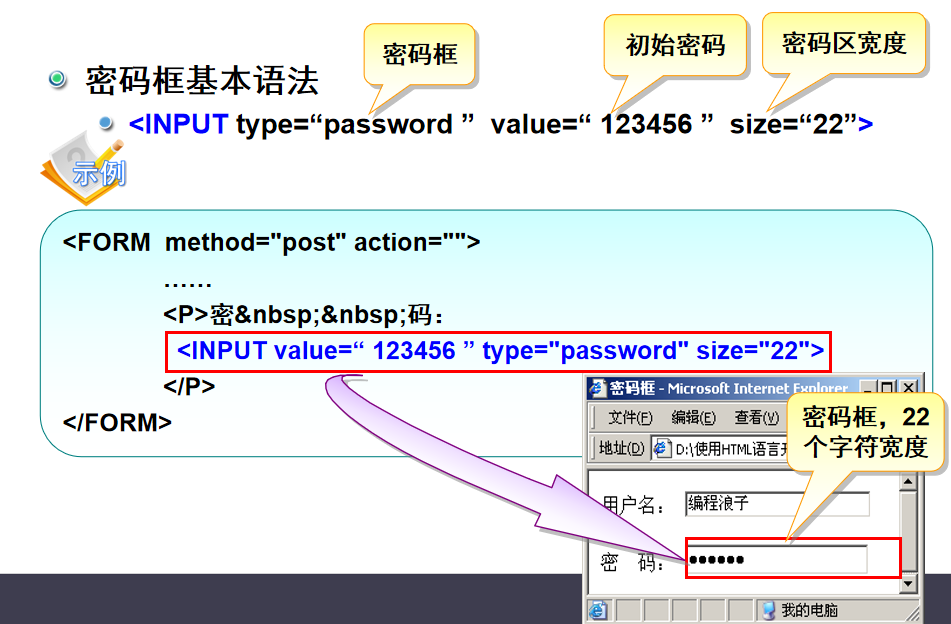 密码框
初始密码
密码区宽度
密码框基本语法
<INPUT type=“password ” value=“ 123456 ” size=“22”>
示例
<FORM method="post" action="">
……
<P>密&nbsp;&nbsp;码：
<INPUT value=“ 123456 ” type="password" size="22">
</P>
</FORM>
密码框 - Microsoft Internet Explorer
文件(F) 编辑(E) 查看(V)
地址(D) D:\使用HTML语言开
密码框，22
个字符宽度
用户名： 编程浪子
密 码： ●●●●●●
我的电脑